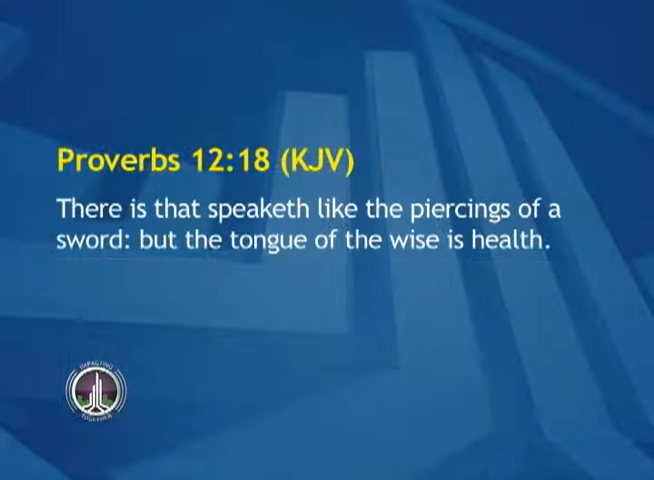 Proverbs 12:18 (KJV)
There is that speaketh like the piercings of a
sword: but the tongue of the wise is health.